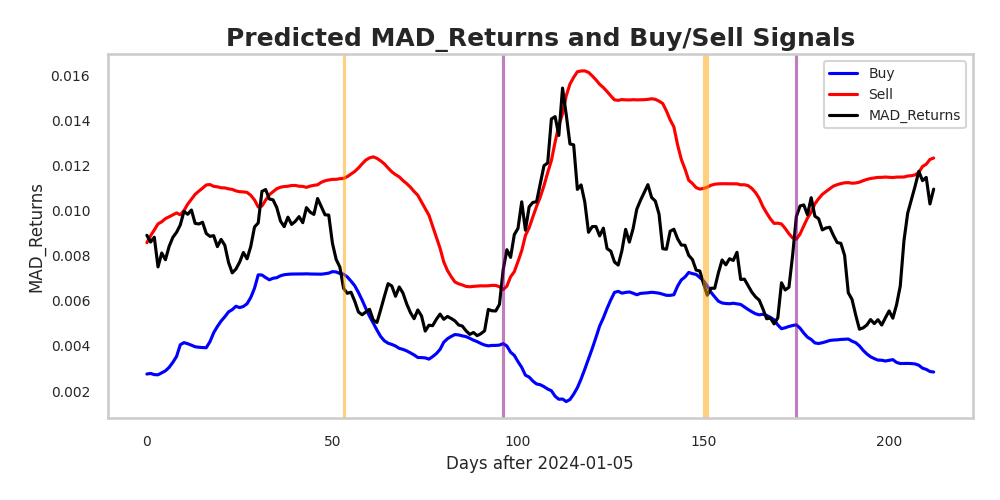 Predicted MAD_Returns and Buy/Sell Signals
Buy
Sell
MAD_Returns
MAD_Returns
0.016
0.014
0.012
0.010
0.008
0.006
0.004
0.002
0 50 100 150 200
Days after 2024-01-05